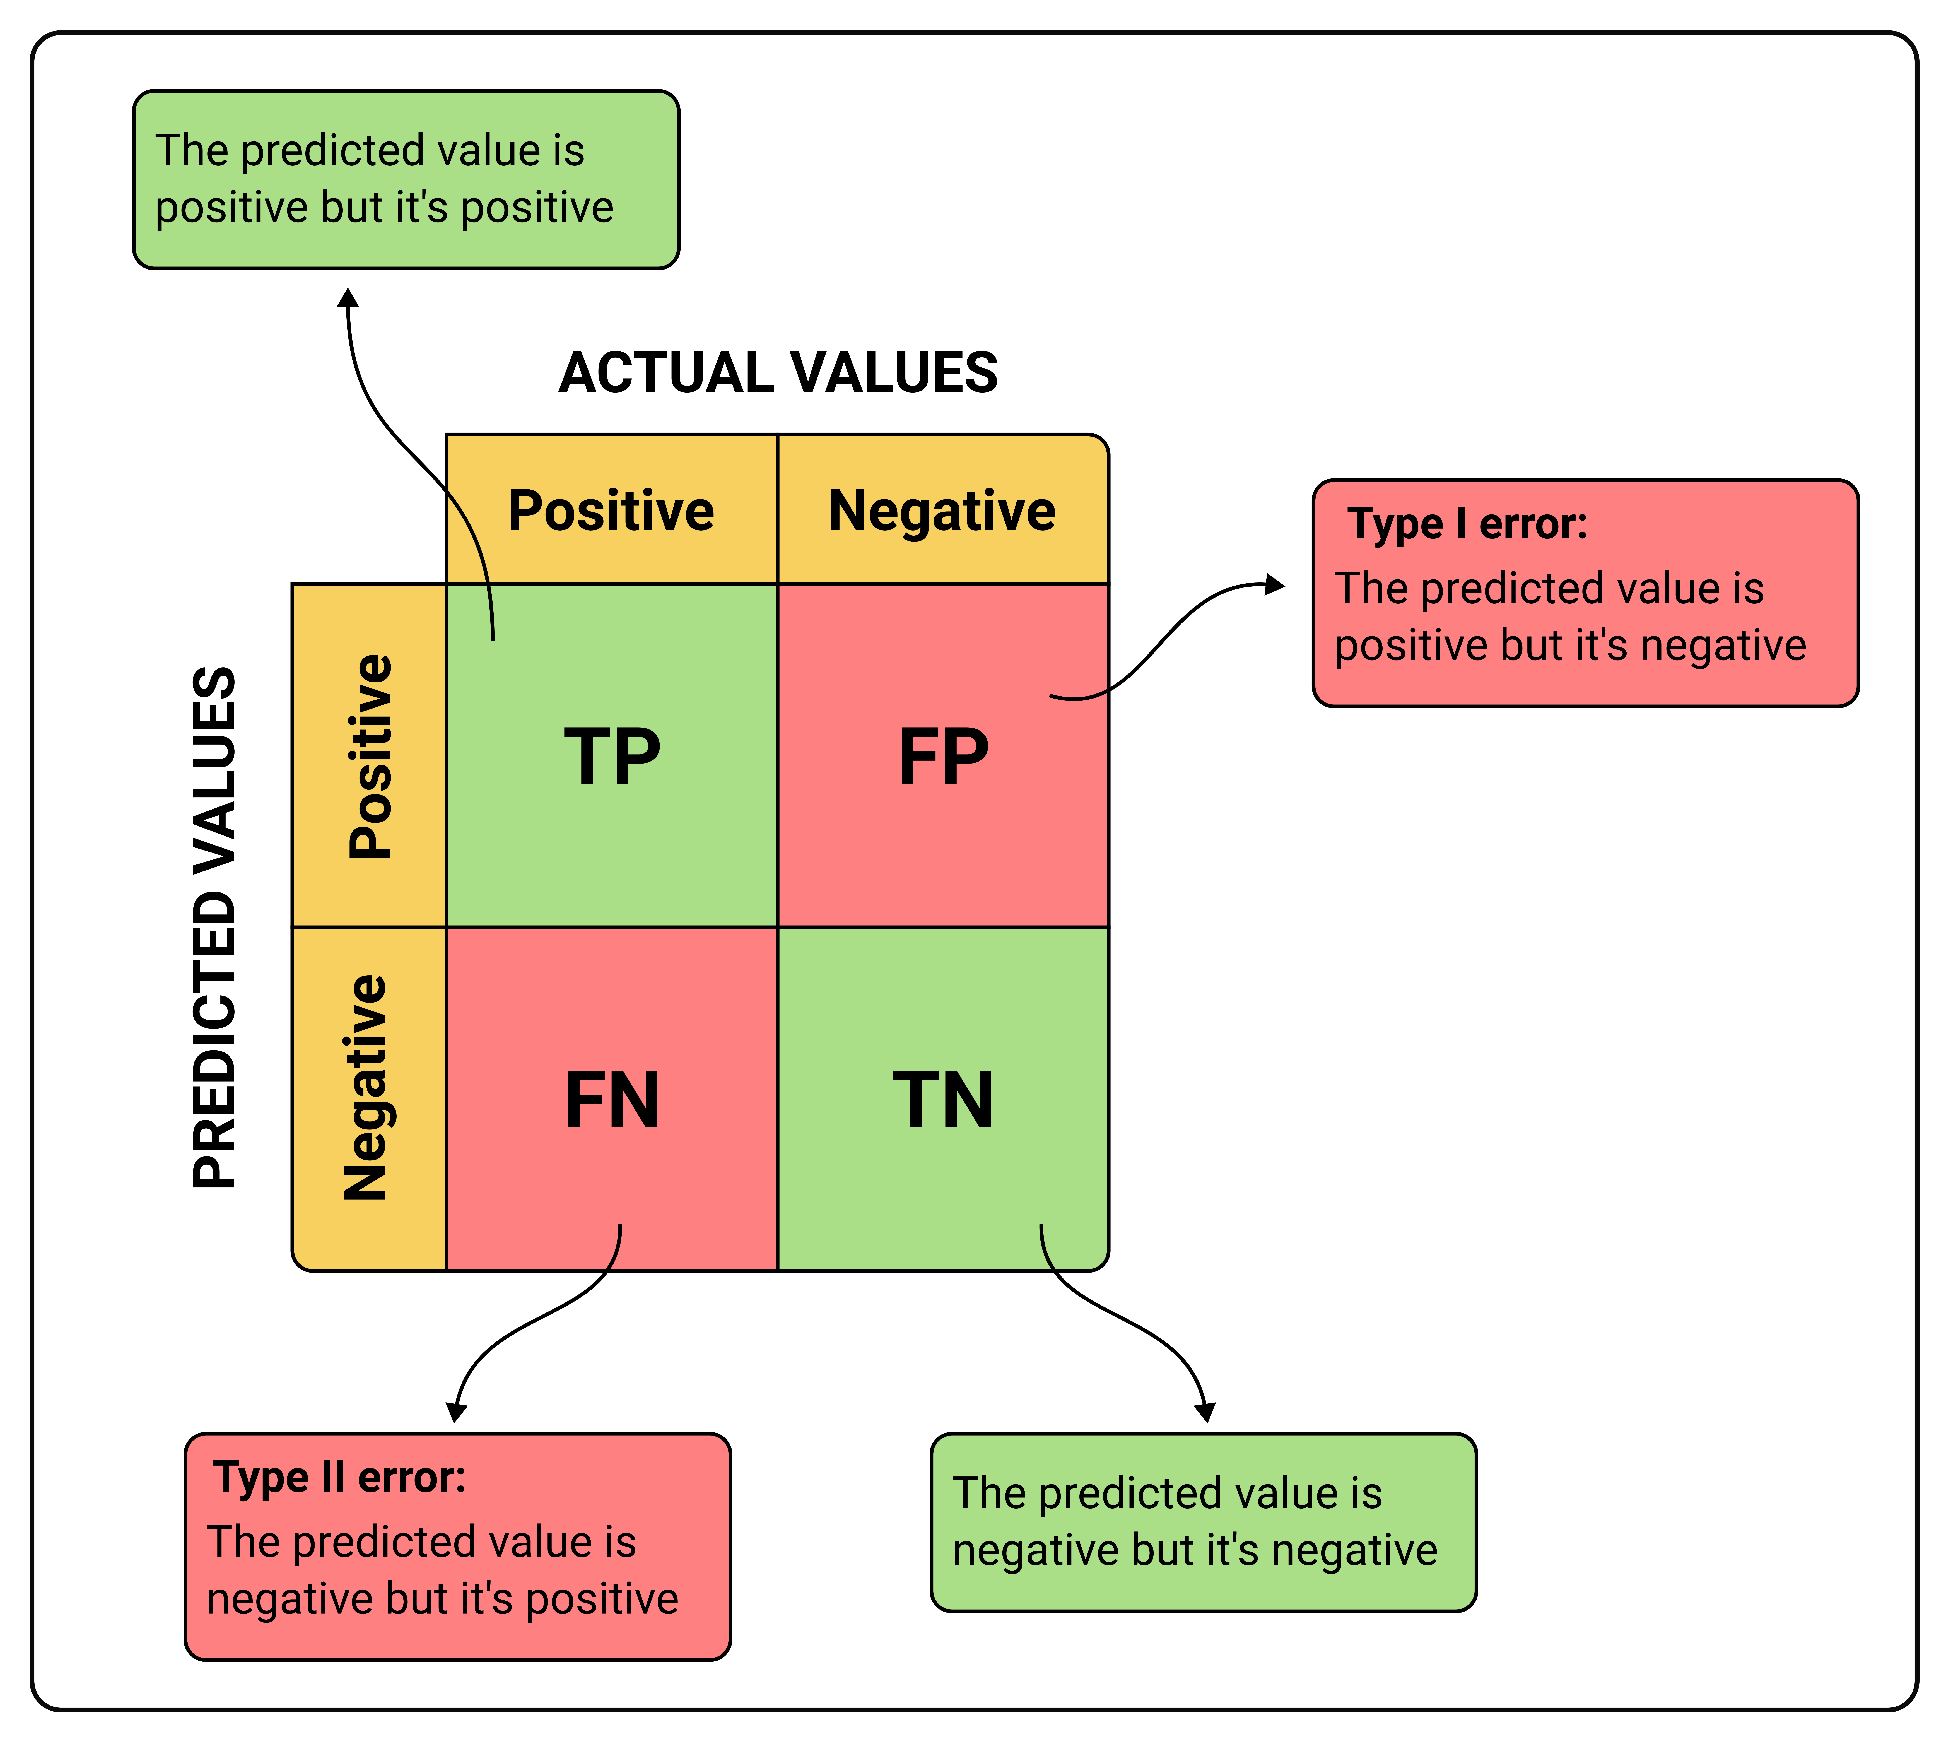 The predicted value is
positive but it's positive
ACTUAL VALUES
Positive
Negative
Type I error:
The predicted value is
positive but it's negative
PREDICTED VALUES
Positive
TP
FP
Negative
FN
TN
Type II error:
The predicted value is
negative but it's positive
The predicted value is
negative but it's negative